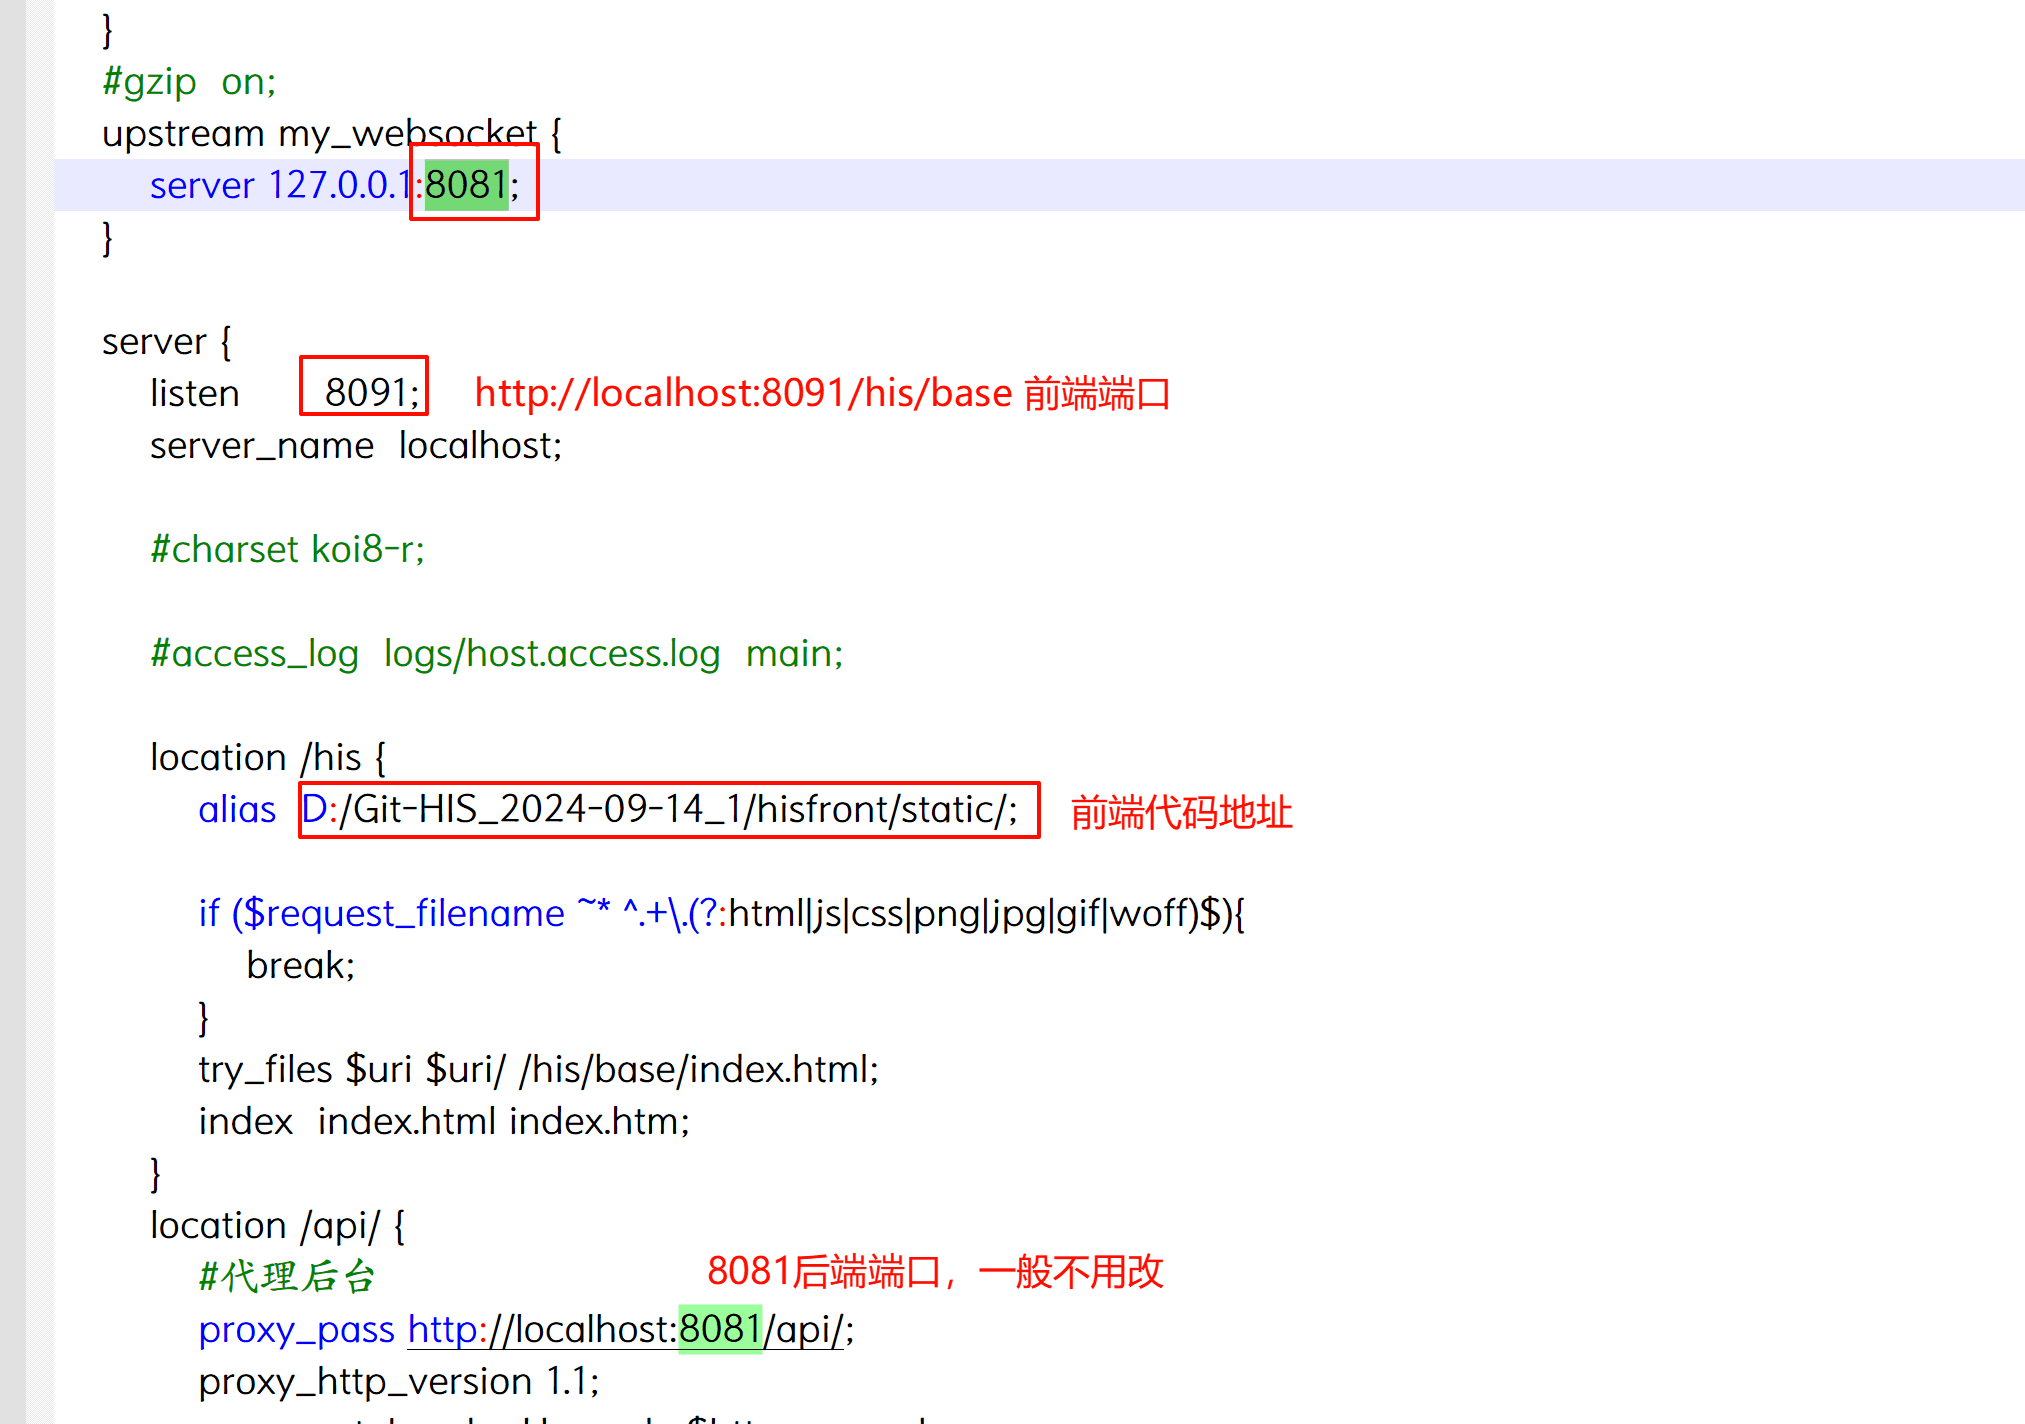 }
#gzip  on;
upstream my_websocket {
server 127.0.0.1:8081;
}
server {
listen       8091; http://localhost:8091/his/base 前端端口
server_name  localhost;
#charset koi8-r;
#access_log  logs/host.access.log  main;
location /his {
alias  D:/Git-HIS_2024-09-14_1/hisfront/static/; 前端代码地址
if ($request_filename ~* ^.+\.(?:html|js|css|png|jpg|gif|woff)$){
break;
}
try_files $uri $uri/ /his/base/index.html;
index  index.html index.htm;
}
location /api/ {
#代理后台 8081后端端口，一般不用改
proxy_pass http://localhost:8081/api/;
proxy_http_version 1.1;